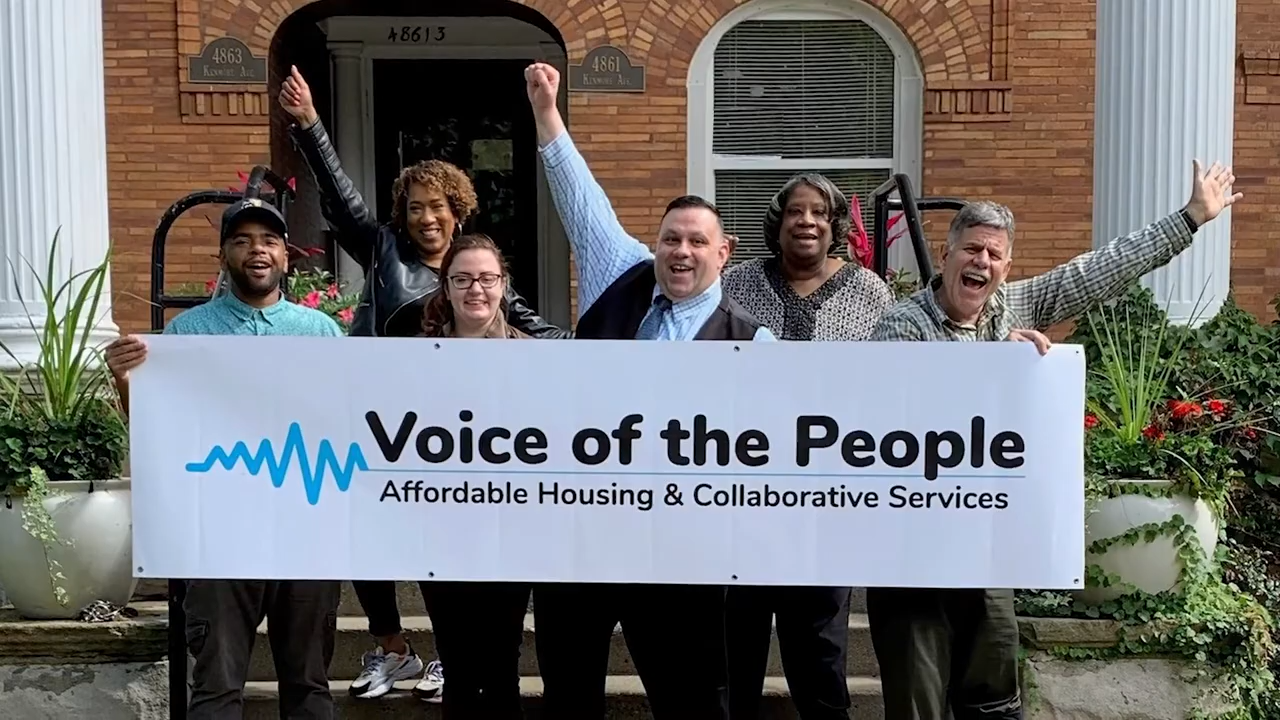 48613
4863
Kenmore Ave.
4861
Kenmore Ave.
Voice of the People
Affordable Housing & Collaborative Services